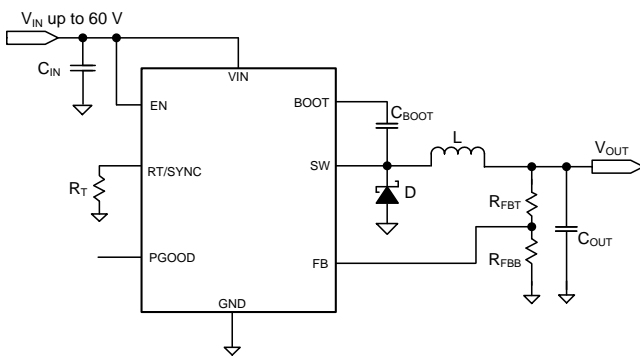 V_IN up to 60 V
C_IN
VIN
EN
BOOT
C_BOOT
L
V_OUT
RT/SYNC
SW
R_T
D
R_FBT
C_OUT
PGOOD
FB
R_FBB
GND